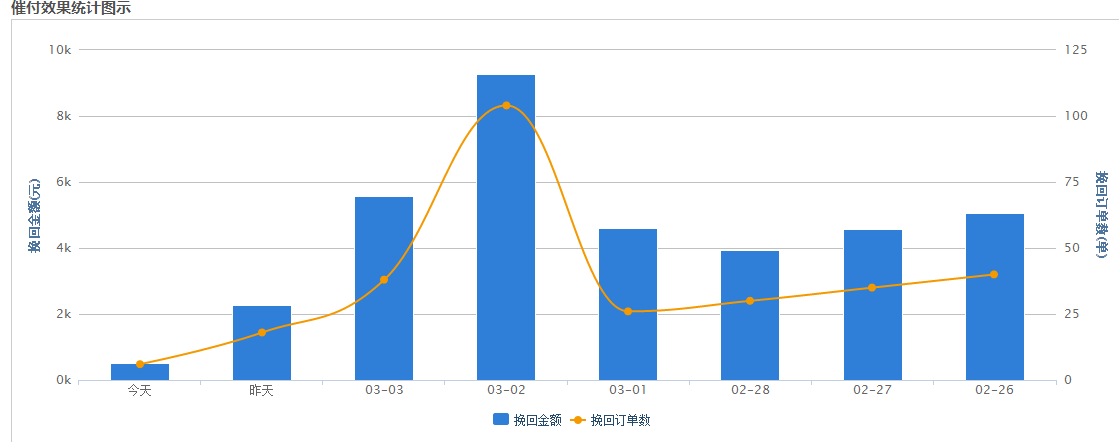 催付效果统计图示
10k
8k
6k
4k
2k
0k
换回金额(元)
125
100
75
50
25
0
挽回订单数(单)
今天 昨天 03-03 03-02 03-01 02-28 02-27 02-26
挽回金额 挽回订单数